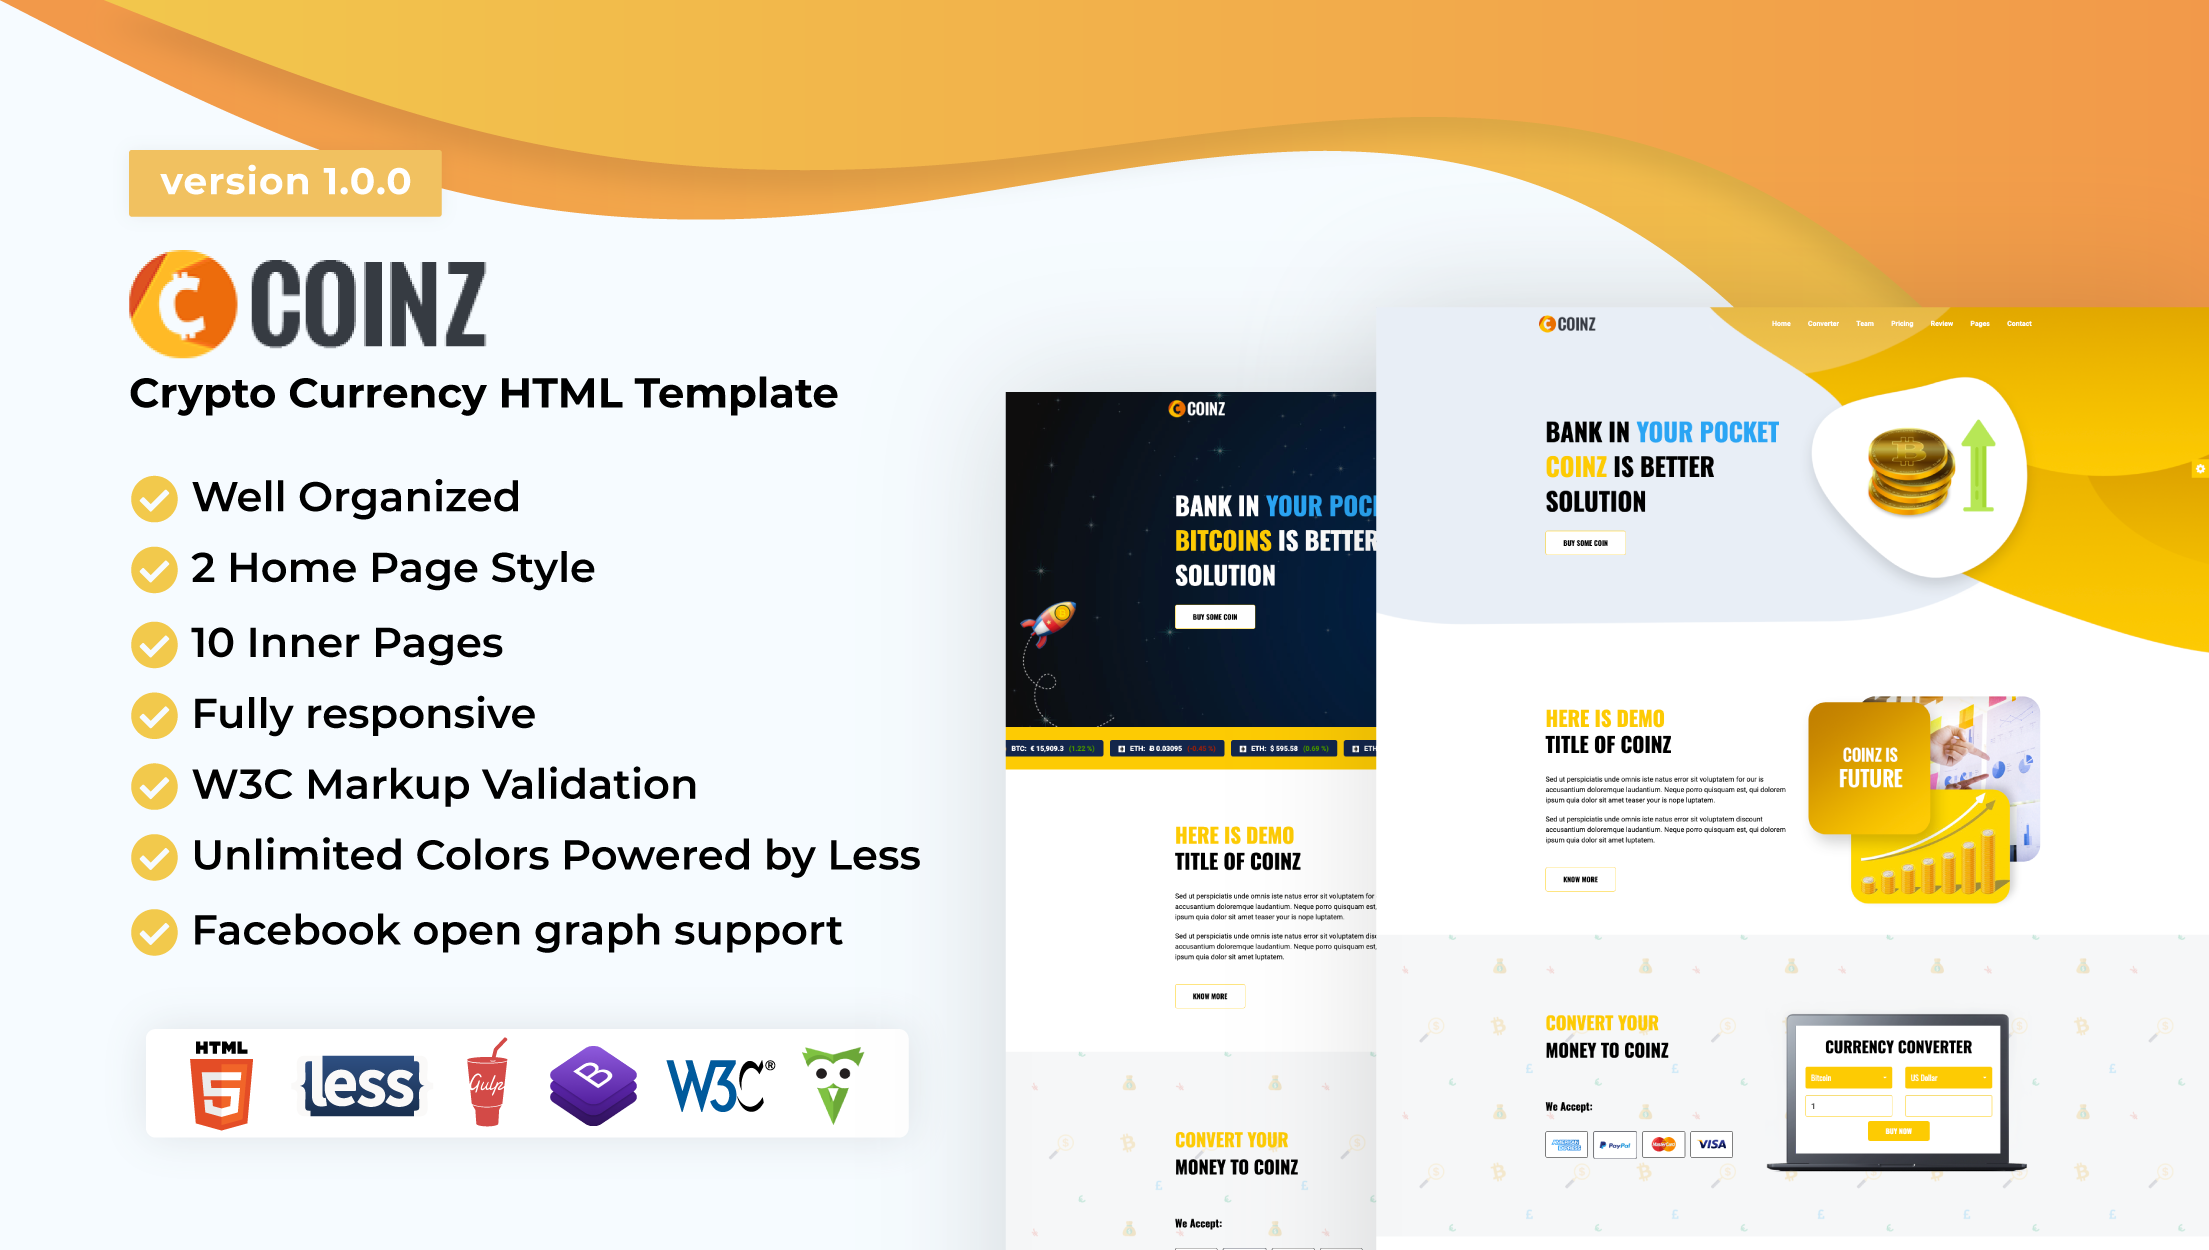 version 1.0.0
COINZ
Crypto Currency HTML Template
Well Organized
2 Home Page Style
10 Inner Pages
Fully responsive
W3C Markup Validation
Unlimited Colors Powered by Less
Facebook open graph support
HTML
5
{less}
Gulp
B
W3C®
COINZ
BANK IN YOUR POC
BITCOINS IS BETTER
SOLUTION
BUY SOME COIN
BTC: € 15,909.3 (1.22 %)
ETH: Ƀ 0.03095
ETH: $ 595.58 (0.69 %)
ETH
HERE IS DEMO
TITLE OF COINZ
Sed ut perspiciatis unde omnis iste natus error sit voluptatem for
accusantium doloremque laudantium. Neque porro quisquam est,
ipsum quia dolor sit amet teaser your is nope luptatem.
Sed ut perspiciatis unde omnis iste natus error sit voluptatem
accusantium doloremque laudantium. Neque porro quisquam est,
ipsum quia dolor sit amet luptatem.
KNOW MORE
CONVERT YOUR
MONEY TO COINZ
We Accept:
COINZ
Home Converter Team Pricing Review Pages Contact
BANK IN YOUR POCKET
COINZ IS BETTER
SOLUTION
BUY SOME COIN
HERE IS DEMO
TITLE OF COINZ
Sed ut perspiciatis unde omnis iste natus error sit voluptatem for our is
accusantium doloremque laudantium. Neque porro quisquam est, qui dolorem
ipsum quia dolor sit amet teaser your is nope luptatem.
Sed ut perspiciatis unde omnis iste natus error sit voluptatem discount
accusantium doloremque laudantium. Neque porro quisquam est, qui dolorem
ipsum quia dolor sit amet luptatem.
KNOW MORE
COINZ IS
FUTURE
CONVERT YOUR
MONEY TO COINZ
We Accept:
AMERICAN EXPRESS
PayPal
MasterCard
VISA
CURRENCY CONVERTER
Bitcoin
US Dollar
1
BUY NOW